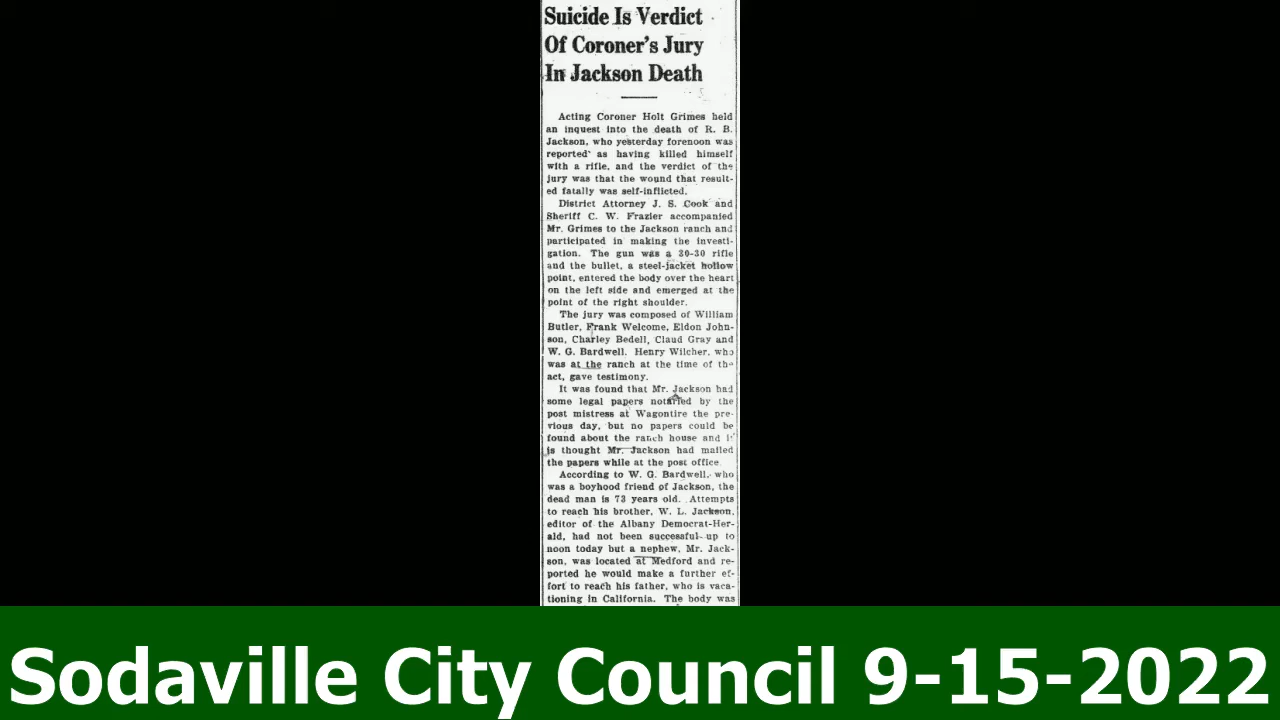 Suicide Is Verdict
Of Coroner's Jury
In Jackson Death
Acting Coroner Holt Grimes held
an inquest into the death of R. B.
Jackson, who yesterday forenoon was
reported as having killed himself
with a rifle, and the verdict of the
jury was that the wound that result-
ed fatally was self-inflicted.
District Attorney J. S. Cook and
Sheriff C. W. Frazier accompanied
Mr. Grimes to the Jackson ranch and
participated in making the investi-
gation. The gun was a 30-30 rifle
and the bullet, a steel-jacket hollow
point, entered the body over the heart
on the left side and emerged at the
point of the right shoulder.
The jury was composed of William
Butler, Frank Welcome, Eldon John-
son, Charley Bedell, Claud Gray and
W. G. Bardwell. Henry Wilcher, who
was at the ranch at the time of the
act, gave testimony.
It was found that Mr. Jackson had
some legal papers notaried by the
post mistress at Wagontire the pre-
vious day, but no papers could be
found about the ranch house and it
is thought Mr. Jackson had mailed
the papers while at the post office.
According to W. G. Bardwell, who
was a boyhood friend of Jackson, the
dead man is 73 years old. Attempts
to reach his brother, W. L. Jackson,
editor of the Albany Democrat-Her-
ald, had not been successful up to
noon today but a nephew, Mr. Jack-
son, was located at Medford and re-
ported he would make a further ef-
fort to reach his father, who is vaca-
tioning in California. The body was
Sodaville City Council 9-15-2022